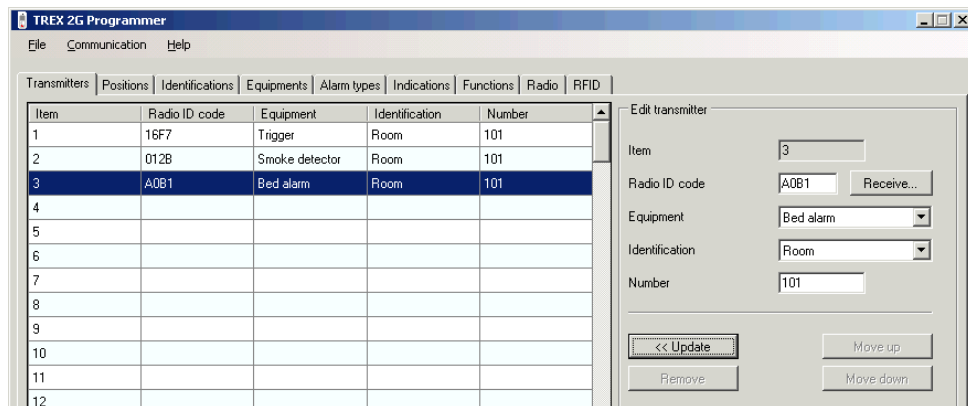 TREX 2G Programmer
File Communication Help
Transmitters Positions Identifications Equipments Alarm types Indications Functions Radio RFID
Item Radio ID code Equipment Identification Number
1 16F7 Trigger Room 101
2 012B Smoke detector Room 101
3 A0B1 Bed alarm Room 101
4
5
6
7
8
9
10
11
12
Edit transmitter
Item 3
Radio ID code A0B1 Receive...
Equipment Bed alarm
Identification Room
Number 101
<< Update Move up
Remove Move down